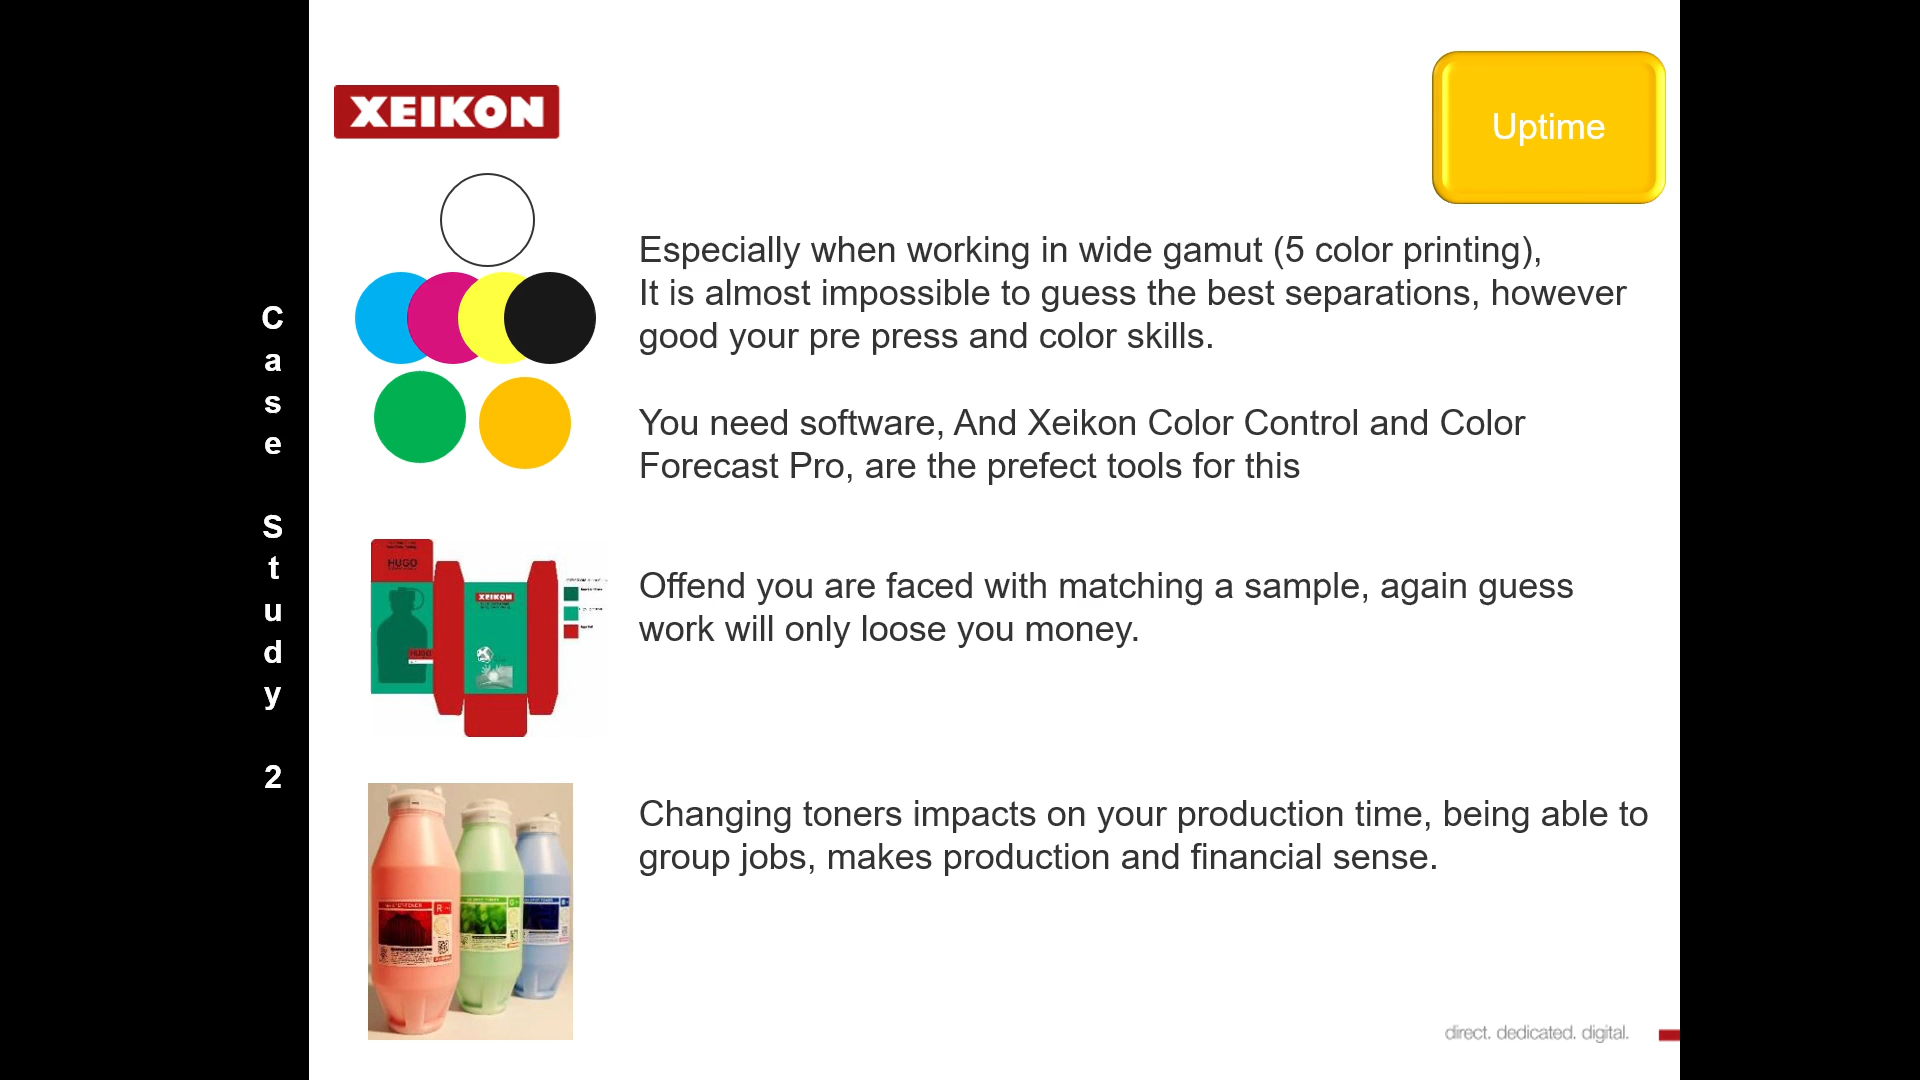 Case Study 2
XEIKON
Uptime
Especially when working in wide gamut (5 color printing),
It is almost impossible to guess the best separations, however
good your pre press and color skills.
You need software, And Xeikon Color Control and Color
Forecast Pro, are the prefect tools for this
HUGO
XEIKON
HUGO
Offend you are faced with matching a sample, again guess
work will only loose you money.
R
Changing toners impacts on your production time, being able to
group jobs, makes production and financial sense.
direct. dedicated. digital.